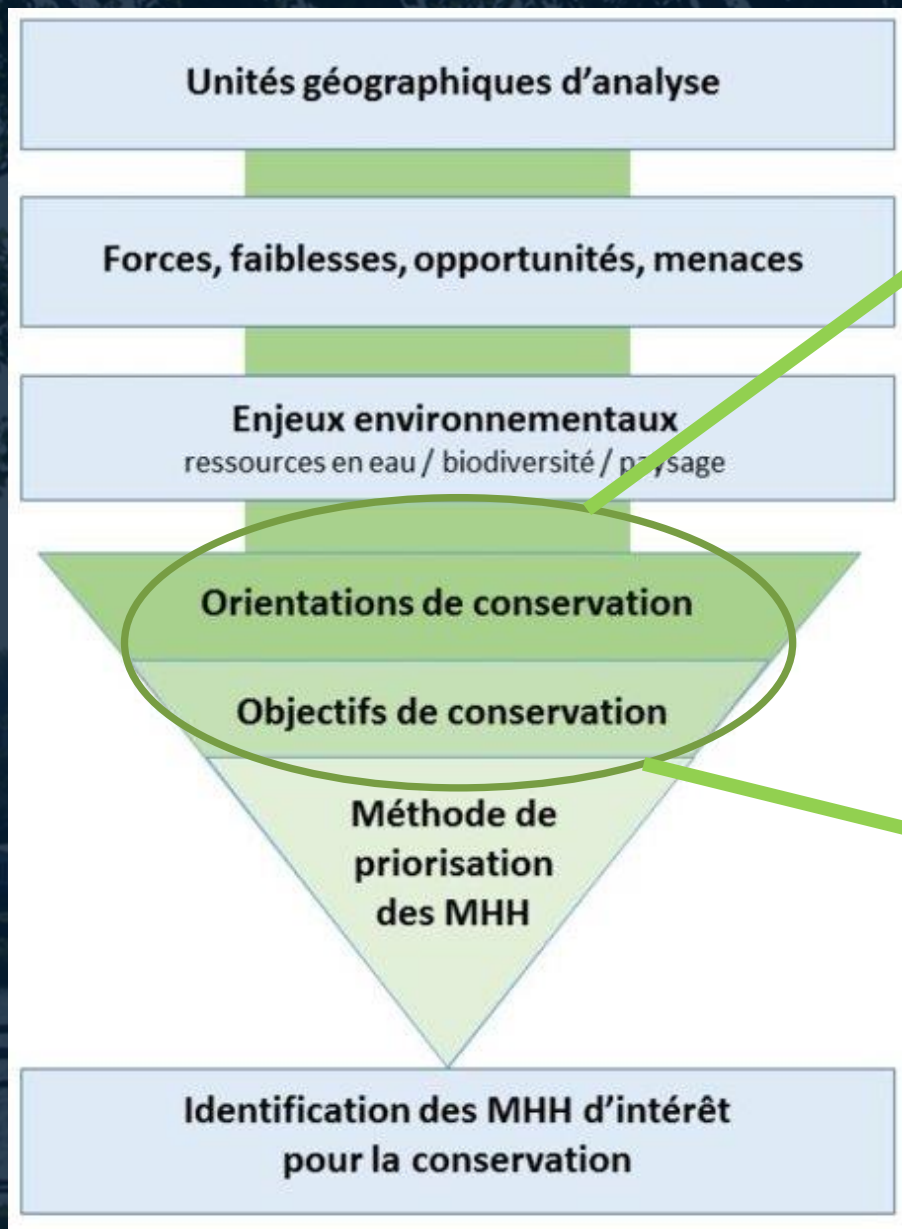 Unités géographiques d'analyse
Forces, faiblesses, opportunités, menaces
Enjeux environnementaux
ressources en eau / biodiversité / paysage
Orientations de conservation
Objectifs de conservation
Méthode de
priorisation
des MHH
Identification des MHH d'intérêt
pour la conservation